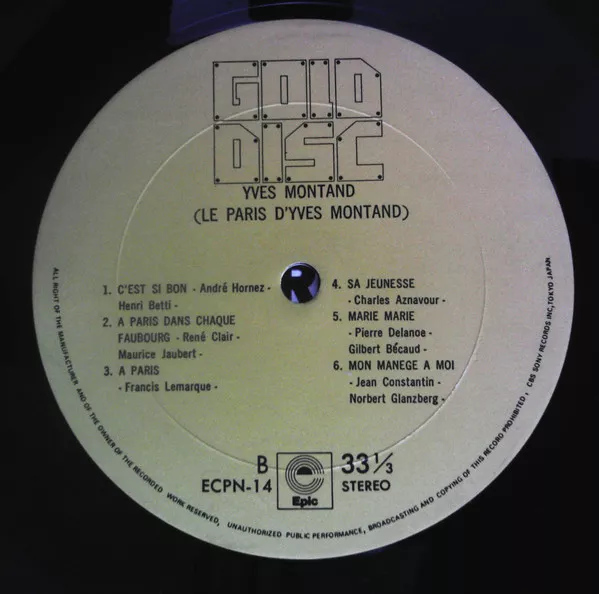 GOLD
DISC
YVES MONTAND
(LE PARIS D'YVES MONTAND)
1. C'EST SI BON - André Hornez -
Henri Betti -
2. A PARIS DANS CHAQUE
FAUBOURG - René Clair -
Maurice Jaubert -
3. A PARIS
- Francis Lemarque -
4. SA JEUNESSE
- Charles Aznavour -
5. MARIE MARIE
- Pierre Delanoe -
Gilbert Bécaud -
6. MON MANEGE A MOI
- Jean Constantin -
Norbert Glanzberg -
B
ECPN-14
Epic
33 1/3
STEREO
ALL RIGHT OF THE MANUFACTURER AND OF THE OWNER OF THE RECORDED WORK RESERVED, UNAUTHORIZED PUBLIC PERFORMANCE, BROADCASTING AND COPYING OF THIS RECORD PROHIBITED, CBS SONY RECORDS INC, TOKYO JAPAN